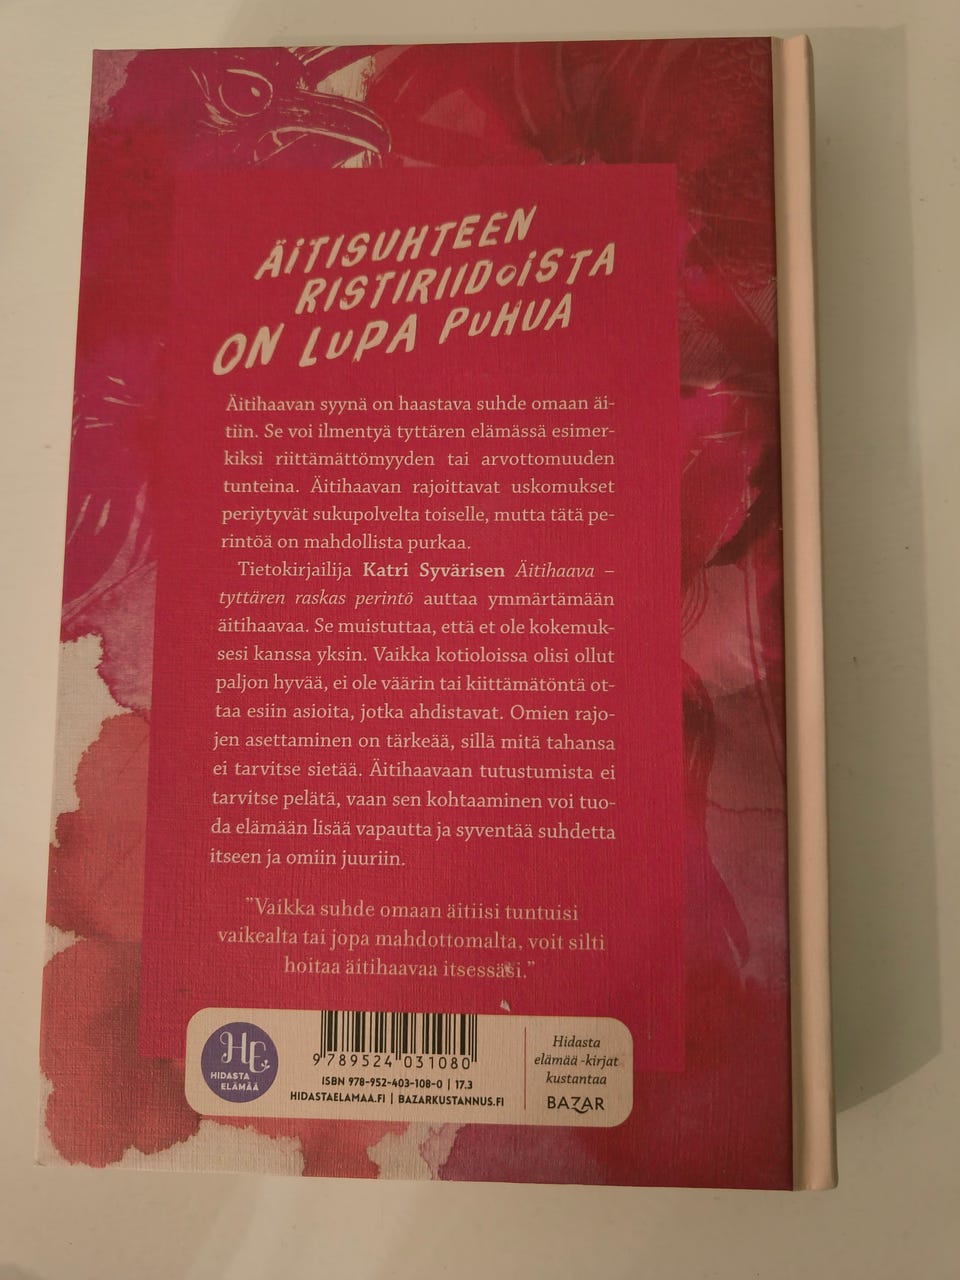 ÄITISUHTEEN
RISTIRIIDOISTA
ON LUPA PUHUA
Äitihaavan syynä on haastava suhde omaan äi-
tiin. Se voi ilmentyä tyttären elämässä esimer-
kiksi riittämättömyyden tai arvottomuuden
tunteina. Äitihaavan rajoittavat uskomukset
periytyvät sukupolvelta toiselle, mutta tätä pe-
rintöä on mahdollista purkaa.
Tietokirjailija Katri Syvärisen Äitihaava –
tyttären raskas perintö auttaa ymmärtämään
äitihaavaa. Se muistuttaa, että et ole kokemuk-
sesi kanssa yksin. Vaikka kotioloissa olisi ollut
paljon hyvää, ei ole väärin tai kiittämätöntä ot-
taa esiin asioita, jotka ahdistavat. Omien rajo-
jen asettaminen on tärkeää, sillä mitä tahansa
ei tarvitse sietää. Äitihaavaan tutustumista ei
tarvitse pelätä, vaan sen kohtaaminen voi tuo-
da elämään lisää vapautta ja syventää suhdetta
itseen ja omiin juuriin.
”Vaikka suhde omaan äitiisi tuntuisi
vaikealta tai jopa mahdottomalta, voit silti
hoitaa äitihaavaa itsessäsi.”
HE
HIDASTA
ELÄMÄÄ
9 789524 031080
ISBN 978-952-403-108-0 | 17.3
HIDASTAELAMAA.FI | BAZARKUSTANNUS.FI
Hidasta
elämää -kirjat
kustantaa
BAZAR